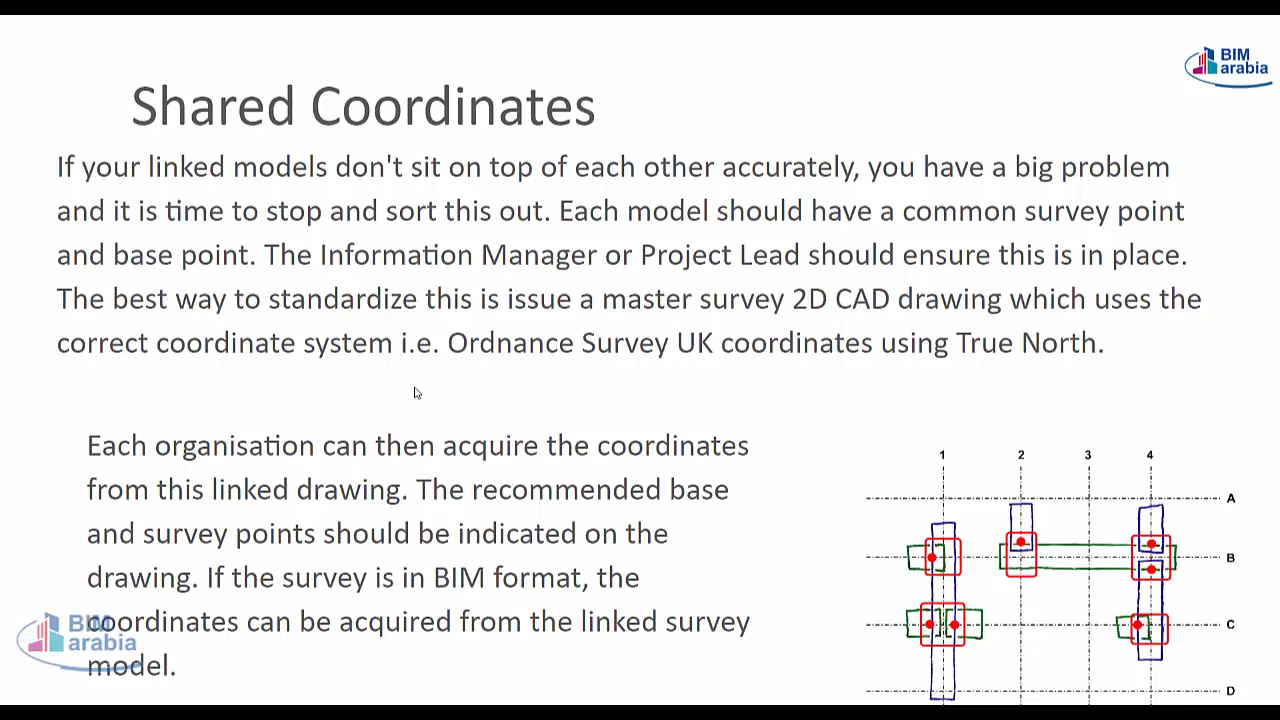 BIM
arabia
Shared Coordinates
If your linked models don't sit on top of each other accurately, you have a big problem
and it is time to stop and sort this out. Each model should have a common survey point
and base point. The Information Manager or Project Lead should ensure this is in place.
The best way to standardize this is issue a master survey 2D CAD drawing which uses the
correct coordinate system i.e. Ordnance Survey UK coordinates using True North.
Each organisation can then acquire the coordinates
from this linked drawing. The recommended base
and survey points should be indicated on the
drawing. If the survey is in BIM format, the
coordinates can be acquired from the linked survey
model.
BIM
arabia
1 2 3 4
A
B
C
D